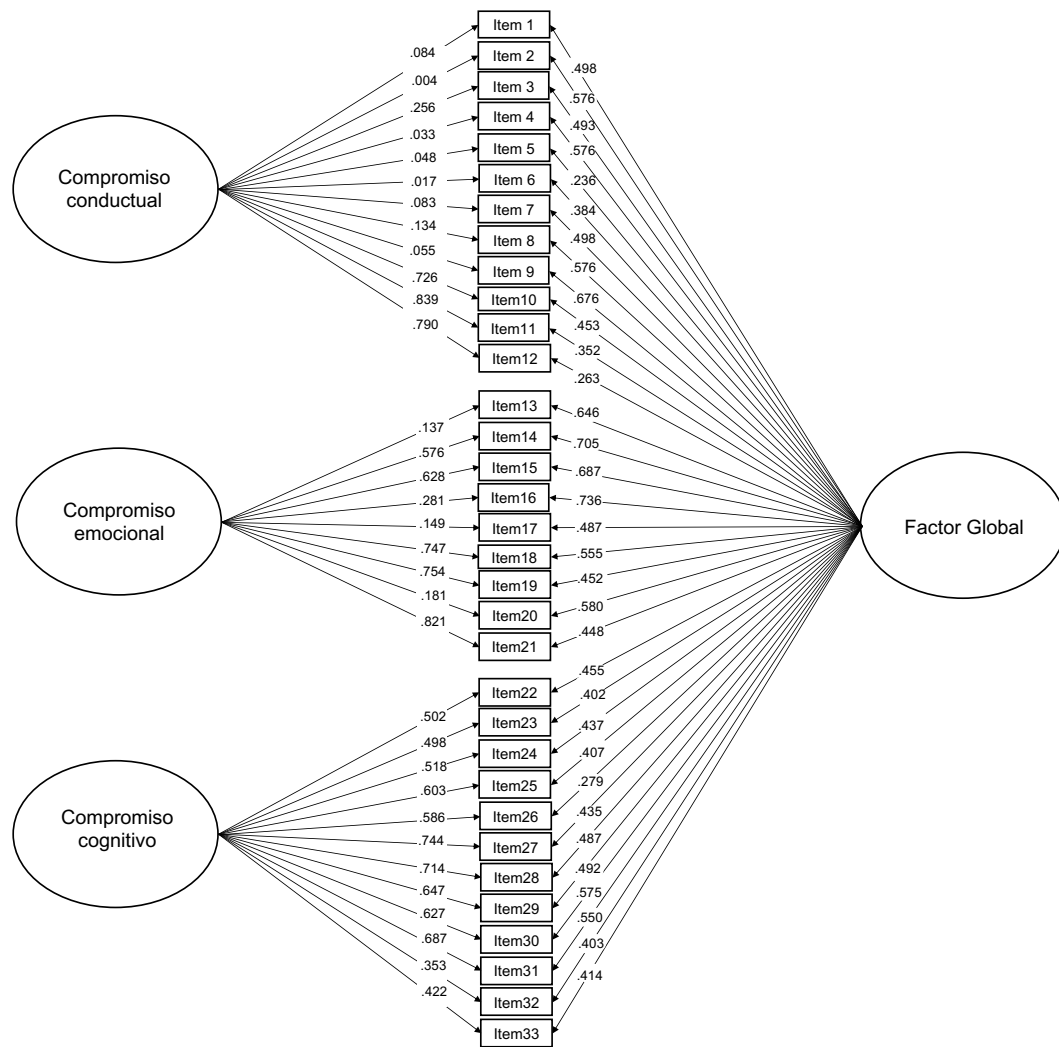 Item 1
.084
.498
Item 2
.004
.576
Item 3
.256
.493
Item 4
.033
.576
Item 5
.048
.236
Item 6
.017
.384
Item 7
.083
.498
Item 8
.134
.576
Item 9
.055
.676
Item10
.726
.453
Item11
.839
.352
Item12
.790
.263
Compromiso
conductual
Item13
.137
.646
Item14
.576
.705
Item15
.628
.687
Item16
.281
.736
Item17
.149
.487
Item18
.747
.555
Item19
.754
.452
Item20
.181
.580
Item21
.821
.448
Compromiso
emocional
Factor Global
Item22
.502
.455
Item23
.498
.402
Item24
.518
.437
Item25
.603
.407
Item26
.586
.279
Item27
.744
.435
Item28
.714
.487
Item29
.647
.492
Item30
.627
.575
Item31
.687
.550
Item32
.353
.403
Item33
.422
.414
Compromiso
cognitivo